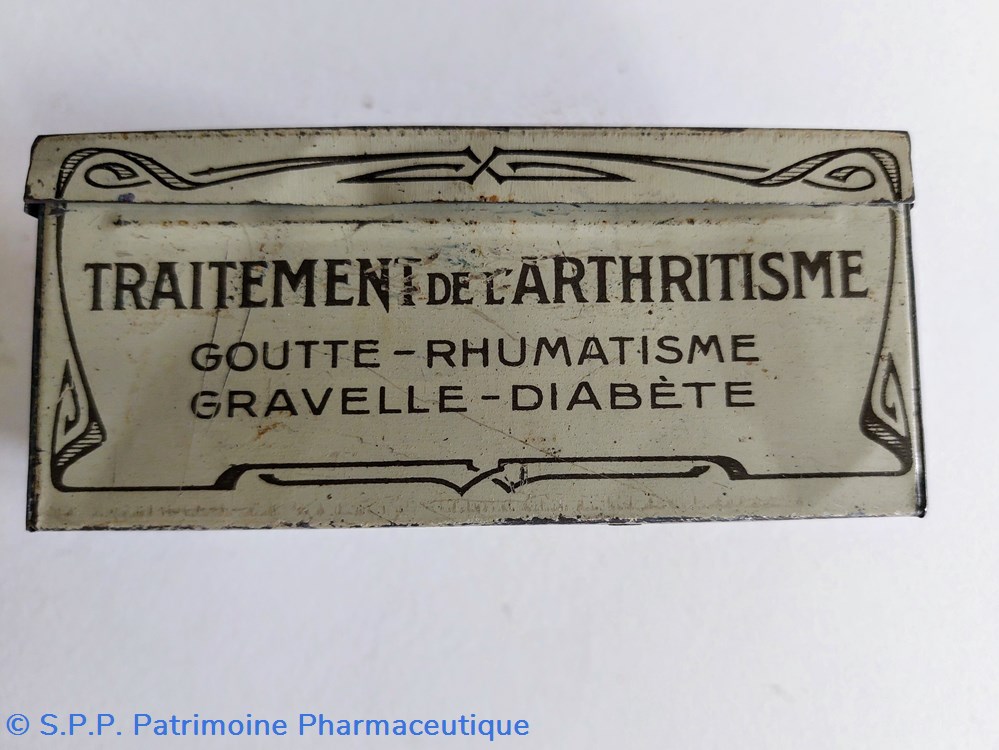 TRAITEMENT DE L'ARTHRITISME
GOUTTE - RHUMATISME
GRAVELLE - DIABÈTE
© S.P.P. Patrimoine Pharmaceutique